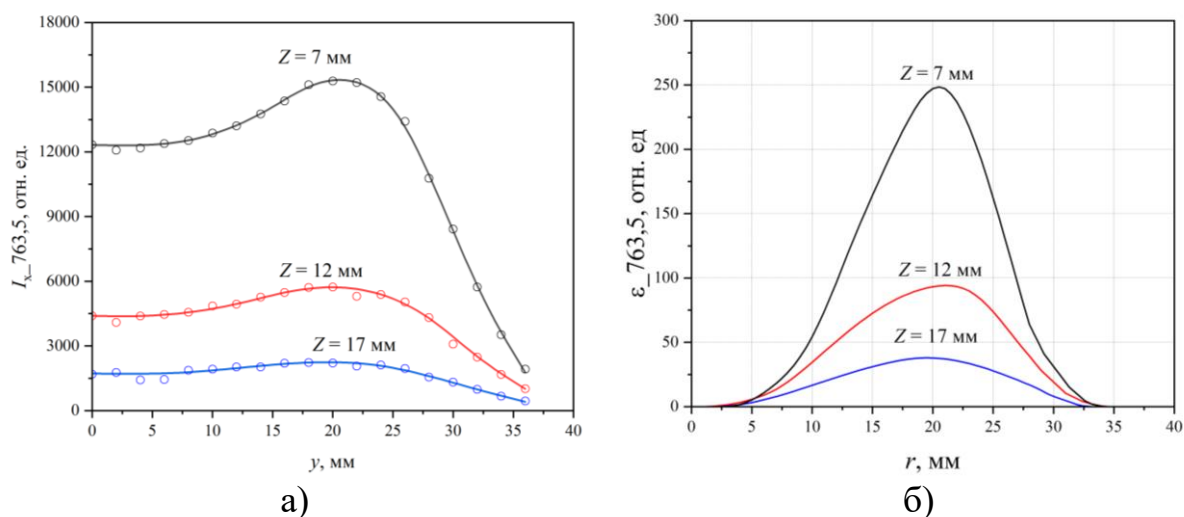 18000
15000
12000
9000
6000
3000
0
I_x_763,5, отн. ед.
Z = 7 мм
Z = 12 мм
Z = 17 мм
0 5 10 15 20 25 30 35 40
y, мм
а)
300
250
200
150
100
50
0
ε_763,5, отн. ед
Z = 7 мм
Z = 12 мм
Z = 17 мм
0 5 10 15 20 25 30 35 40
r, мм
б)